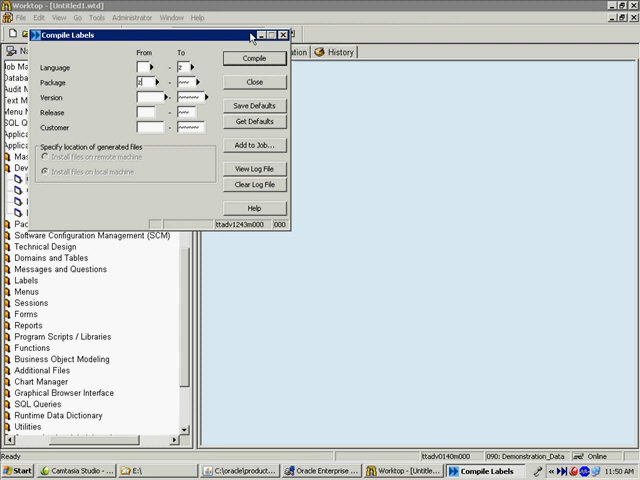 Worktop - [Untitled1.wtd]
File Edit View Options Administrator Window Help
Compile Labels
From To
Language - z
Package z - ~~
Version - ~~~~
Release - ~~
Customer - ~~~~
Specify location of generated files
Install files on remote machine
Install files on local machine
Compile
Close
Save Defaults
Get Defaults
Add to Job...
View Log File
Clear Log File
Help
ttadv1243m000 000
History
Software Configuration Management (SCM)
Technical Design
Domains and Tables
Messages and Questions
Labels
Menus
Sessions
Forms
Reports
Program Scripts / Libraries
Functions
Business Object Modeling
Additional Files
Chart Manager
Graphical Browser Interface
SQL Queries
Runtime Data Dictionary
Utilities
Ready ttadv0140m000 090: Demonstration_Data Online
Start Camtasia Studio - ... E:\ C:\oracle\product... Oracle Enterprise ... Worktop - [Untitle... Compile Labels 11:50 AM